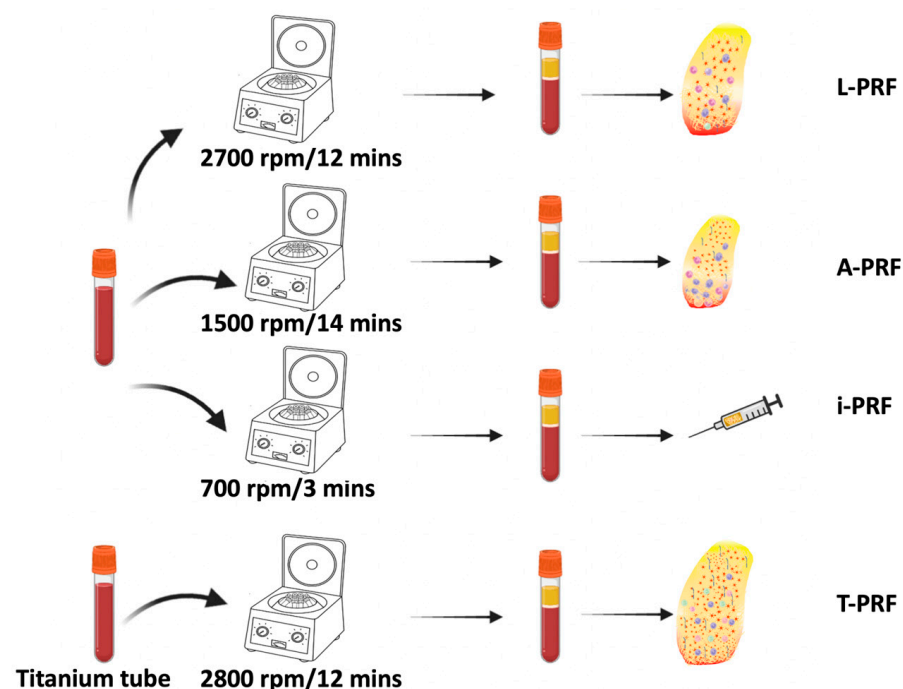 2700 rpm/12 mins
L-PRF
1500 rpm/14 mins
A-PRF
700 rpm/3 mins
i-PRF
Titanium tube
2800 rpm/12 mins
T-PRF